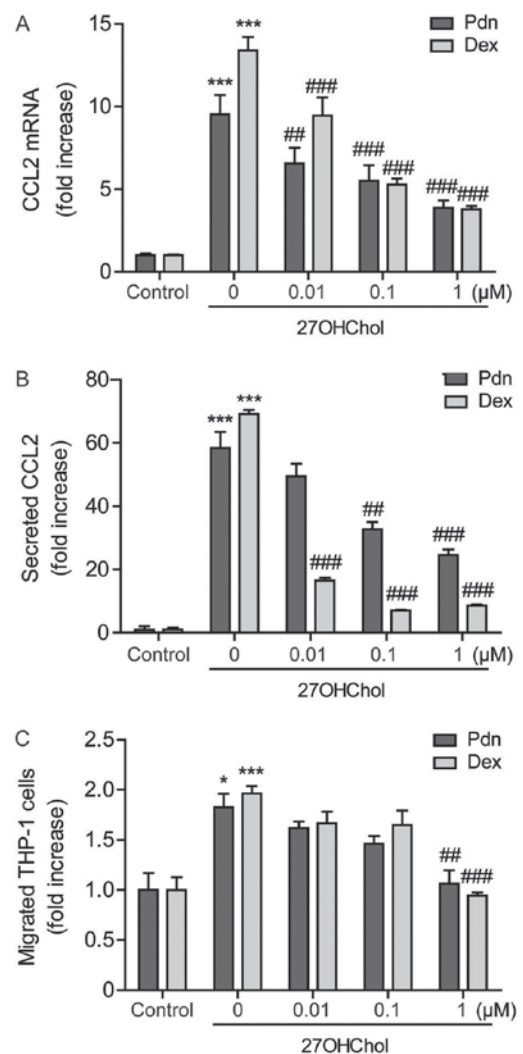 A
CCL2 mRNA
(fold increase)
15
10
5
0
Pdn
Dex
***
***
##
###
###
###
###
###
Control
0
0.01
0.1
1 (μM)
27OHChol
B
Secreted CCL2
(fold increase)
80
60
40
20
0
Pdn
Dex
***
***
###
##
###
###
###
Control
0
0.01
0.1
1 (μM)
27OHChol
C
Migrated THP-1 cells
(fold increase)
2.5
2.0
1.5
1.0
0.5
0
Pdn
Dex
*
***
##
###
Control
0
0.01
0.1
1 (μM)
27OHChol